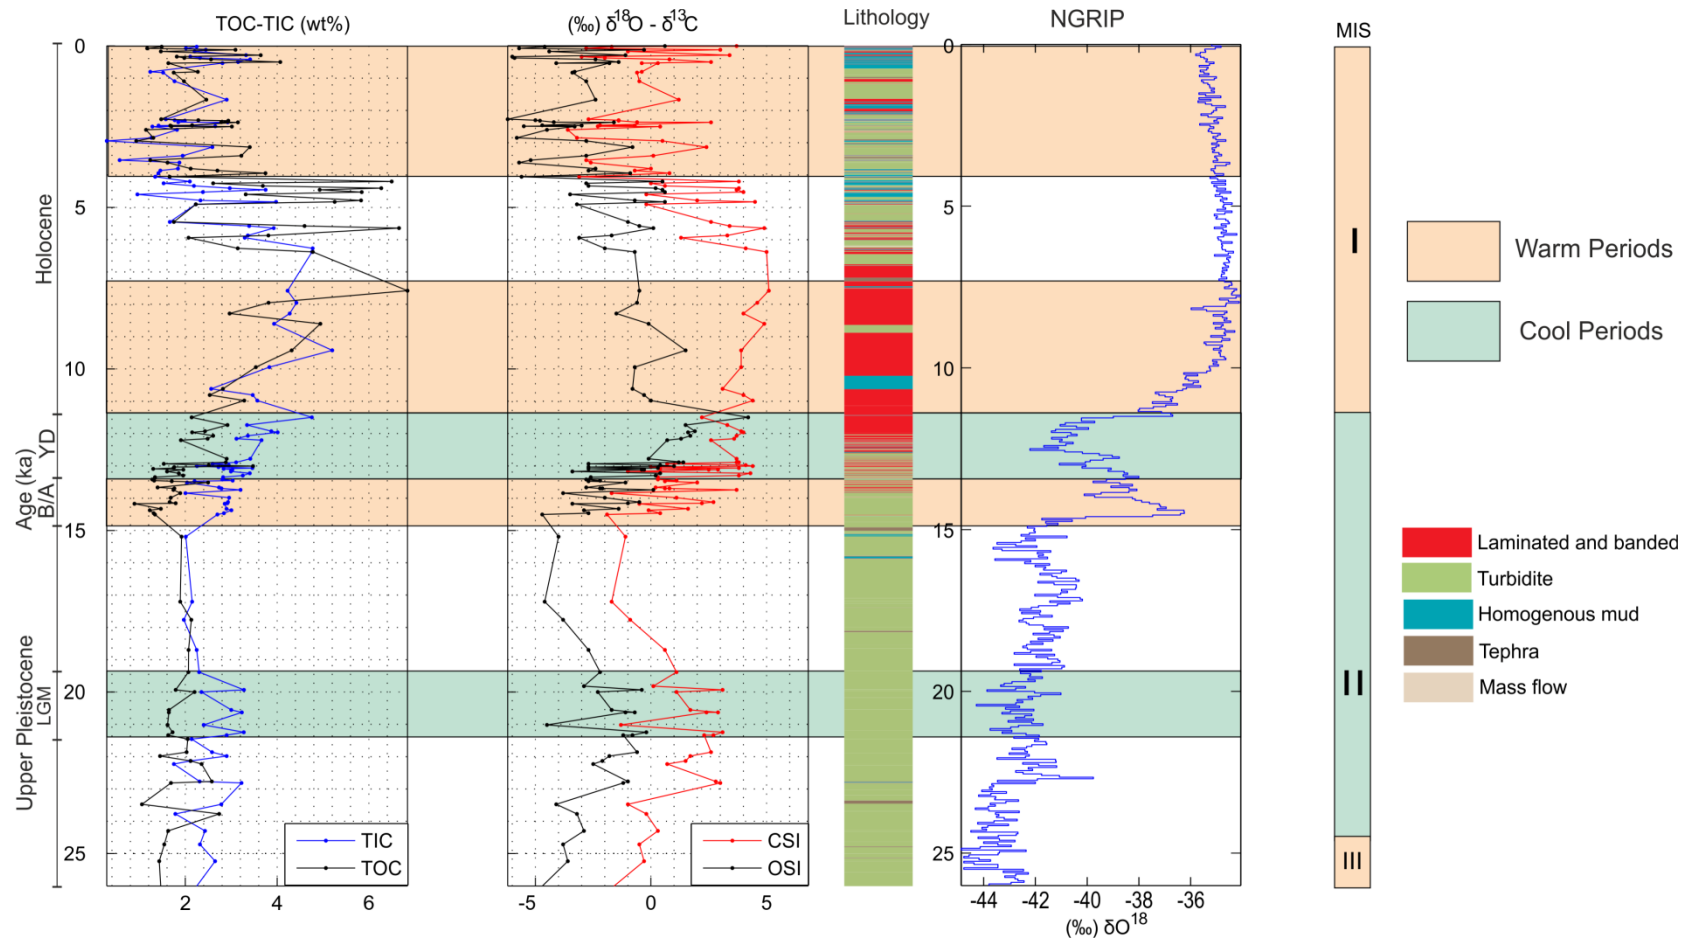 TOC-TIC (wt%)
(‰) δ18O - δ13C
Lithology
NGRIP
MIS
0
5
10
15
20
25
Age (ka)
Holocene
YD
B/A
Upper Pleistocene
LGM
TIC
TOC
2
4
6
CSI
OSI
-5
0
5
0
5
10
15
20
25
-44
-42
-40
-38
-36
(‰) δO18
I
II
III
Warm Periods
Cool Periods
Laminated and banded
Turbidite
Homogenous mud
Tephra
Mass flow